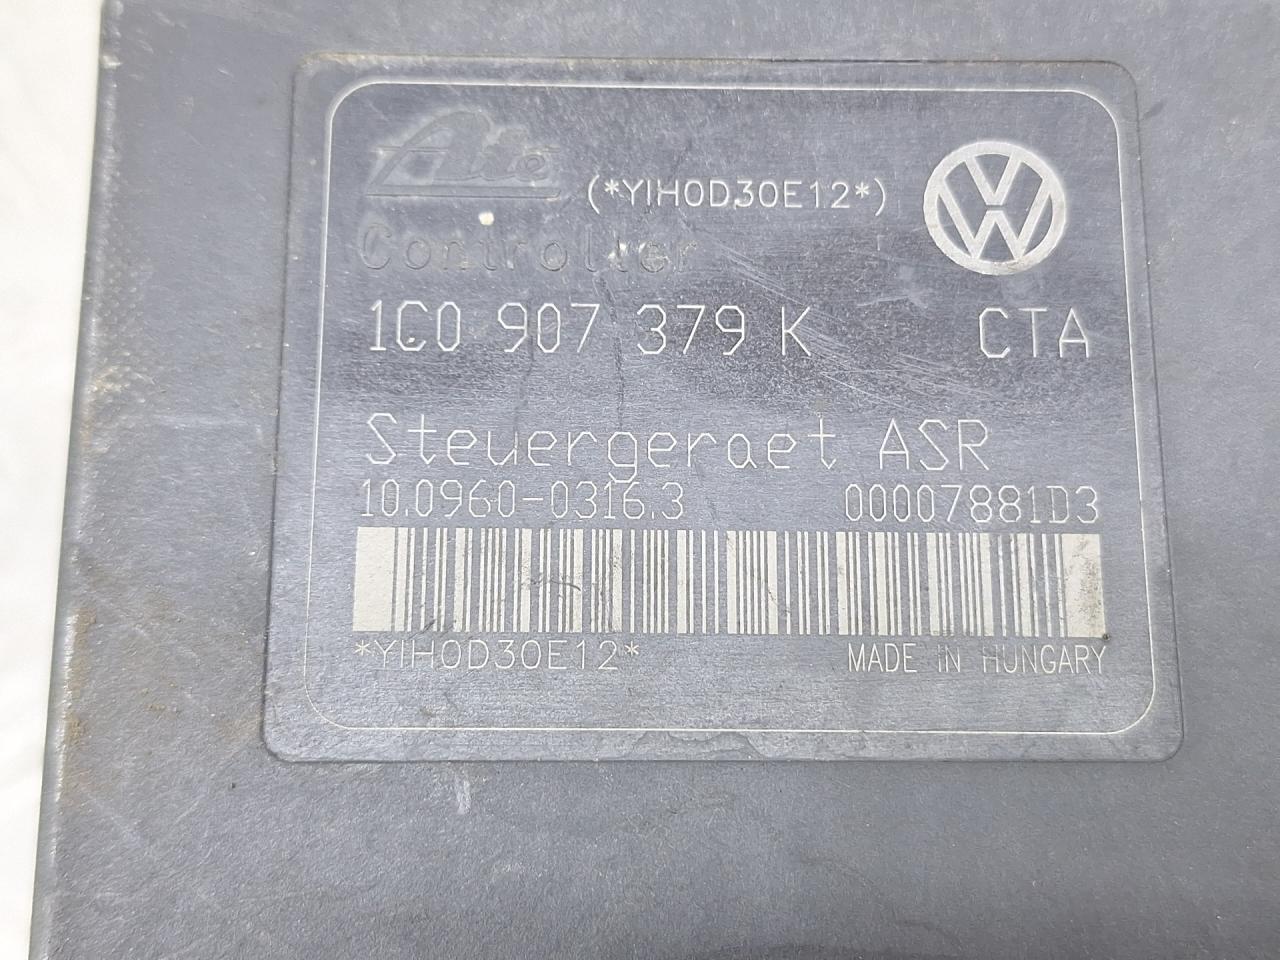 Ate
(*YIH0D30E12*)
Controller
1C0 907 379 K CTA
Steuergeraet ASR
10.0960-0316.3 00007881D3
*YIH0D30E12* MADE IN HUNGARY